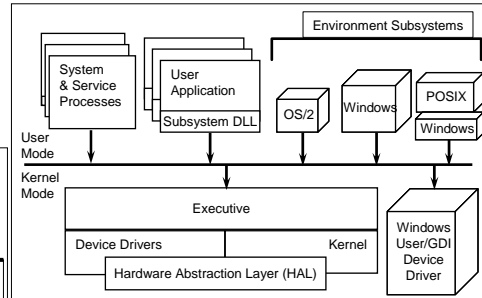 Environment Subsystems
System
& Service
Processes
User
Application
Subsystem DLL
OS/2
Windows
POSIX
Windows
User
Mode
Kernel
Mode
Executive
Device Drivers
Kernel
Hardware Abstraction Layer (HAL)
Windows
User/GDI
Device
Driver